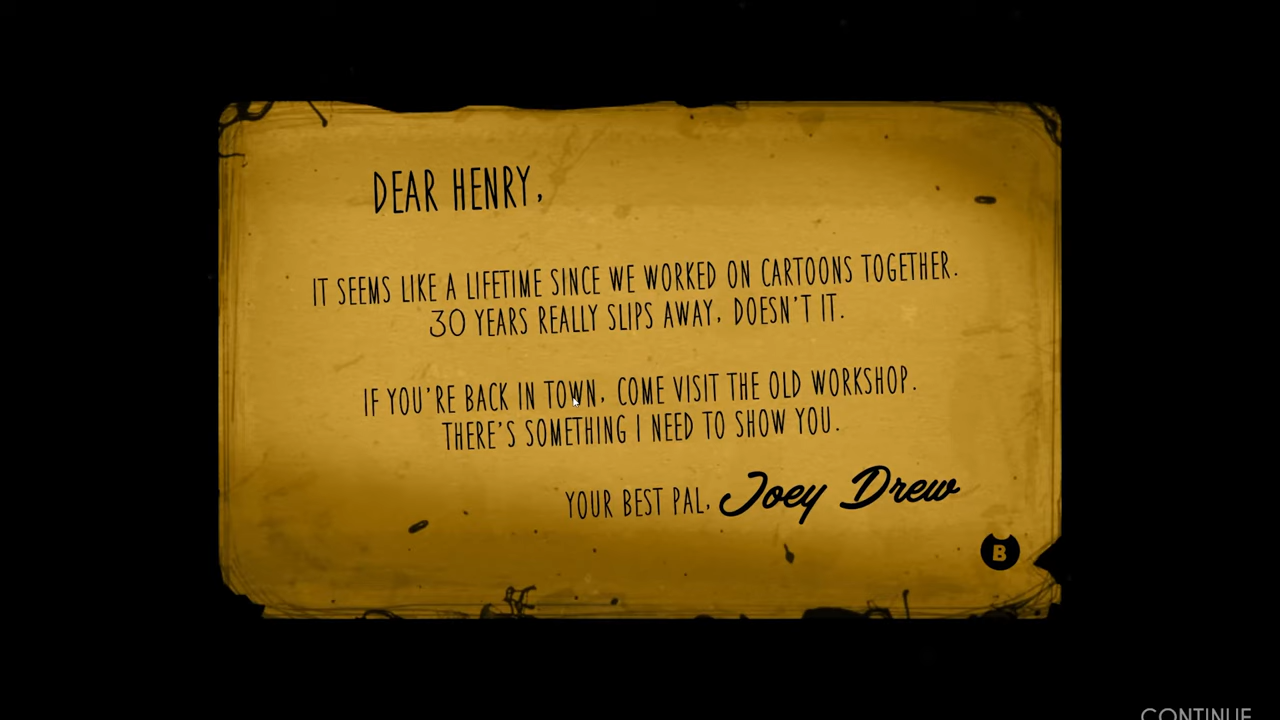 DEAR HENRY,
IT SEEMS LIKE A LIFETIME SINCE WE WORKED ON CARTOONS TOGETHER.
30 YEARS REALLY SLIPS AWAY, DOESN'T IT.
IF YOU'RE BACK IN TOWN, COME VISIT THE OLD WORKSHOP.
THERE'S SOMETHING I NEED TO SHOW YOU.
YOUR BEST PAL, Joey Drew
B
CONTINUE